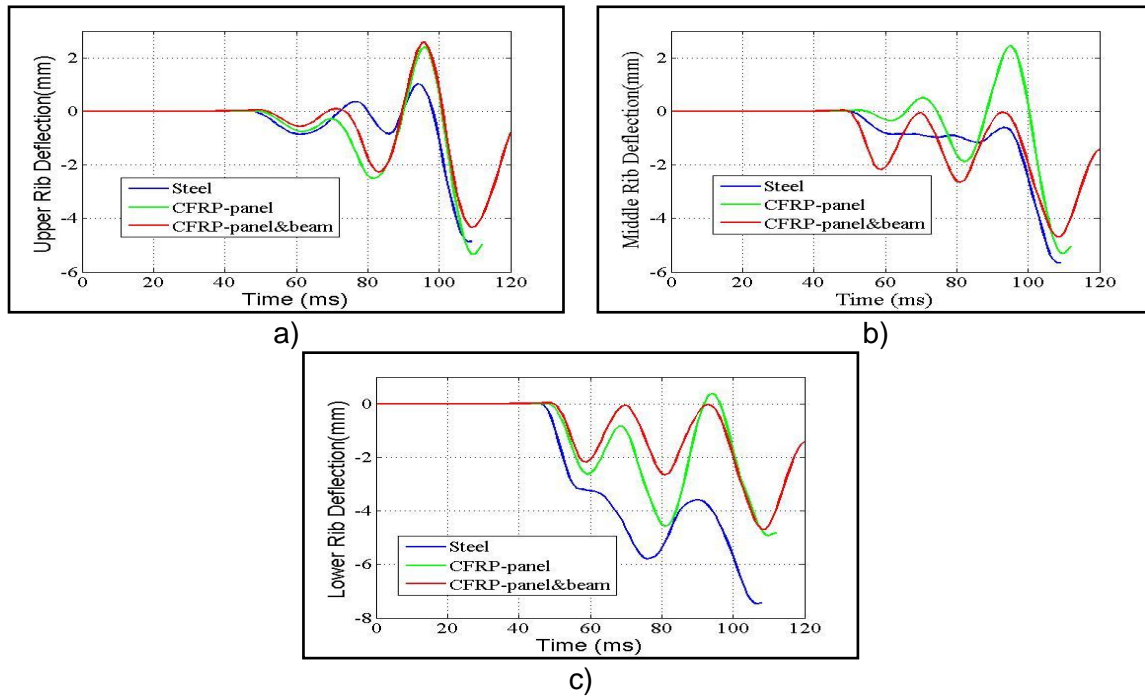 Upper Rib Deflection(mm)
2
0
-2
-4
-6
Steel
CFRP-panel
CFRP-panel&beam
0 20 40 60 80 100 120
Time (ms)
a)
Middle Rib Deflection(mm)
2
0
-2
-4
-6
Steel
CFRP-panel
CFRP-panel&beam
0 20 40 60 80 100 120
Time (ms)
b)
Lower Rib Deflection(mm)
0
-2
-4
-6
-8
Steel
CFRP-panel
CFRP-panel&beam
0 20 40 60 80 100 120
Time (ms)
c)